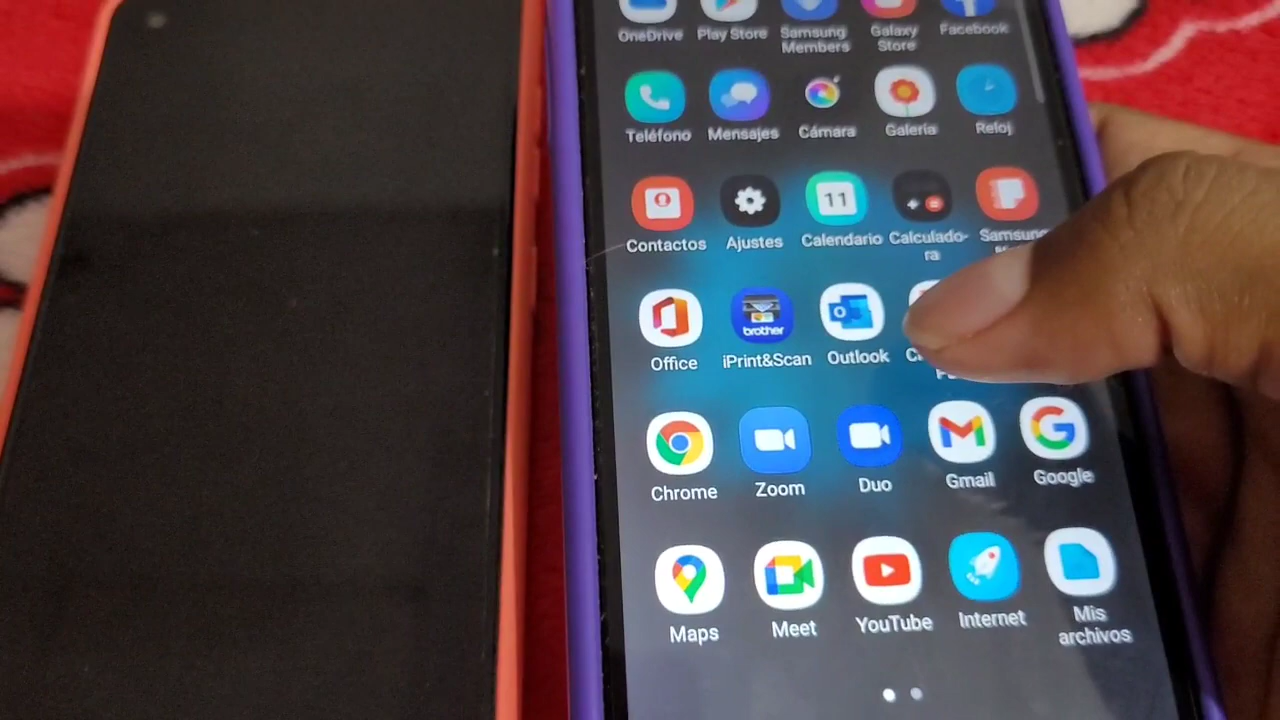 OneDrive
Play Store
Samsung
Members
Galaxy
Store
Facebook
Teléfono
Mensajes
Cámara
Galería
Reloj
Contactos
Ajustes
11
Calendario
Calculado-
ra
Samsung
Office
brother
iPrint&Scan
Outlook
Chrome
Zoom
Duo
Gmail
Google
Maps
Meet
YouTube
Internet
Mis
archivos